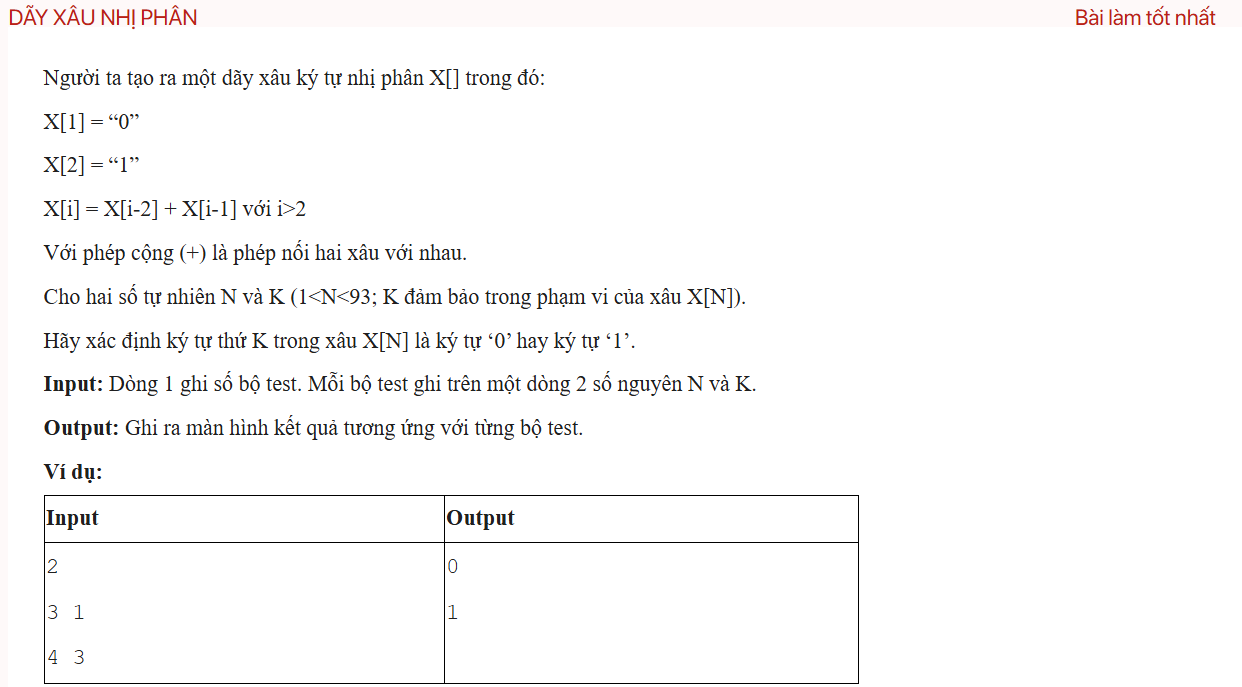 DÃY XÂU NHỊ PHÂN
Bài làm tốt nhất
Người ta tạo ra một dãy xâu ký tự nhị phân X[] trong đó:
X[1] = “0”
X[2] = “1”
X[i] = X[i-2] + X[i-1] với i>2
Với phép cộng (+) là phép nối hai xâu với nhau.
Cho hai số tự nhiên N và K (1<N<93; K đảm bảo trong phạm vi của xâu X[N]).
Hãy xác định ký tự thứ K trong xâu X[N] là ký tự ‘0’ hay ký tự ‘1’.
Input: Dòng 1 ghi số bộ test. Mỗi bộ test ghi trên một dòng 2 số nguyên N và K.
Output: Ghi ra màn hình kết quả tương ứng với từng bộ test.
Ví dụ:
Input Output
2 0
3 1 1
4 3